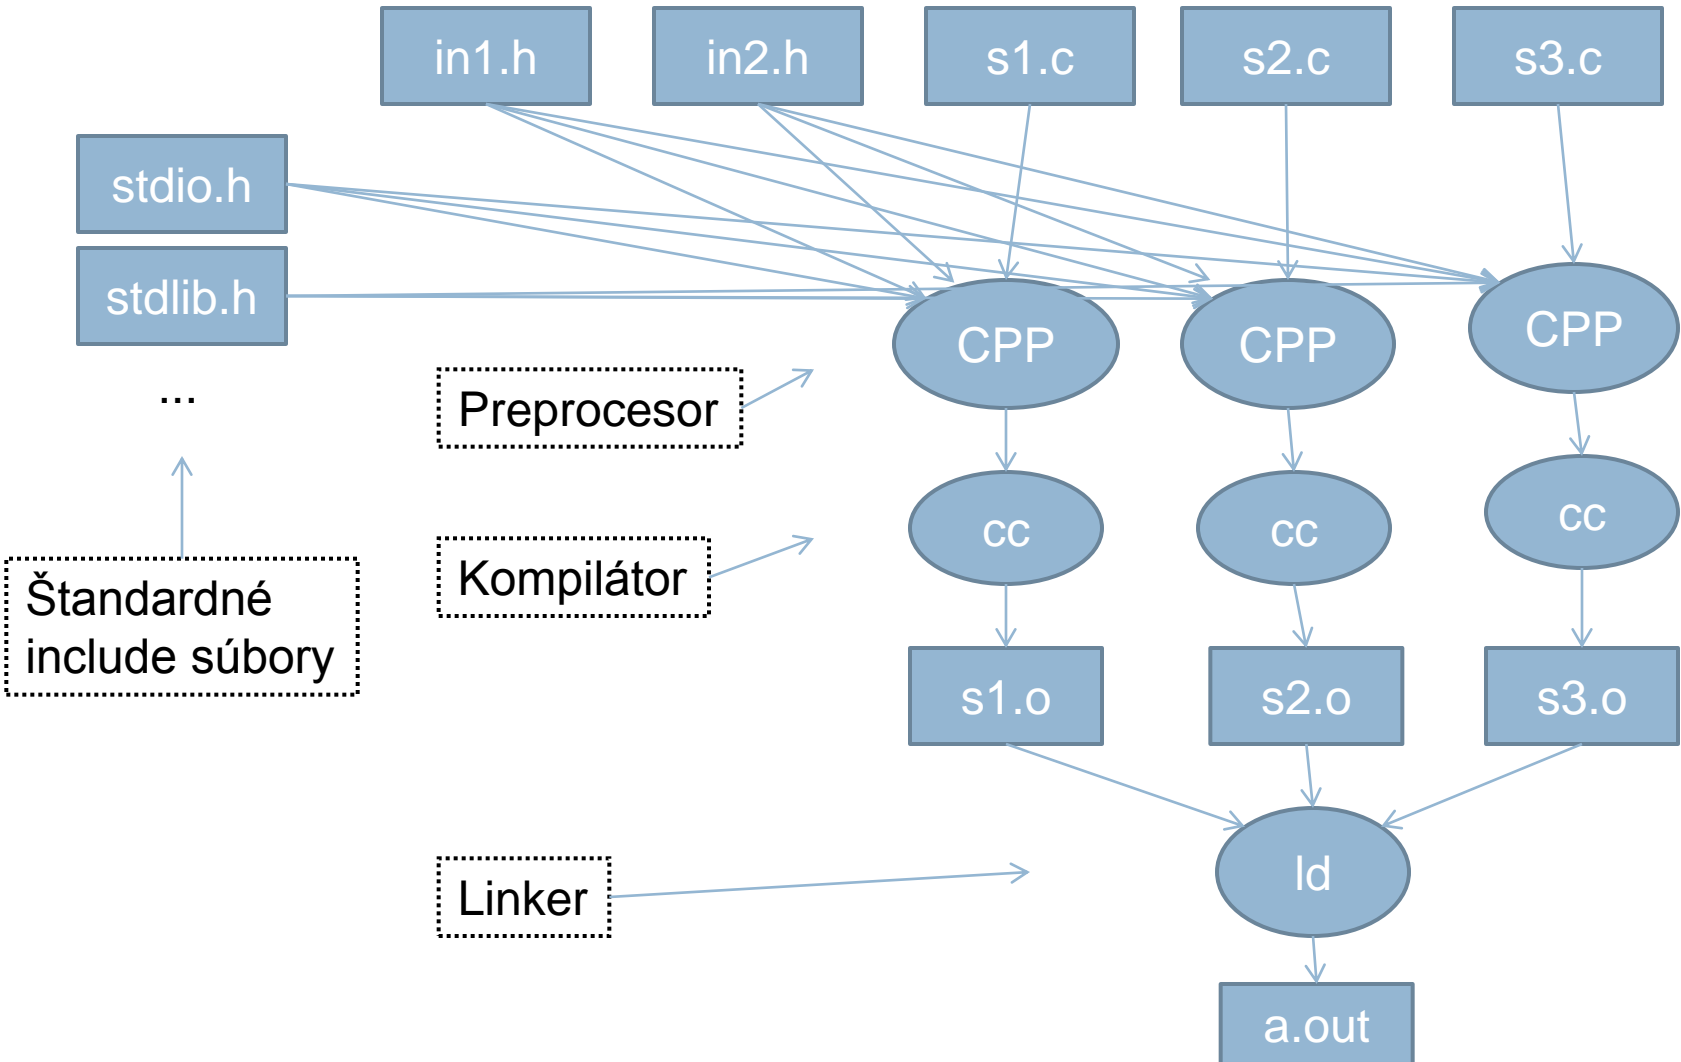 in1.h
in2.h
s1.c
s2.c
s3.c
stdio.h
stdlib.h
...
CPP
CPP
CPP
Preprocesor
cc
cc
cc
Kompilátor
Štandardné
include súbory
s1.o
s2.o
s3.o
ld
Linker
a.out